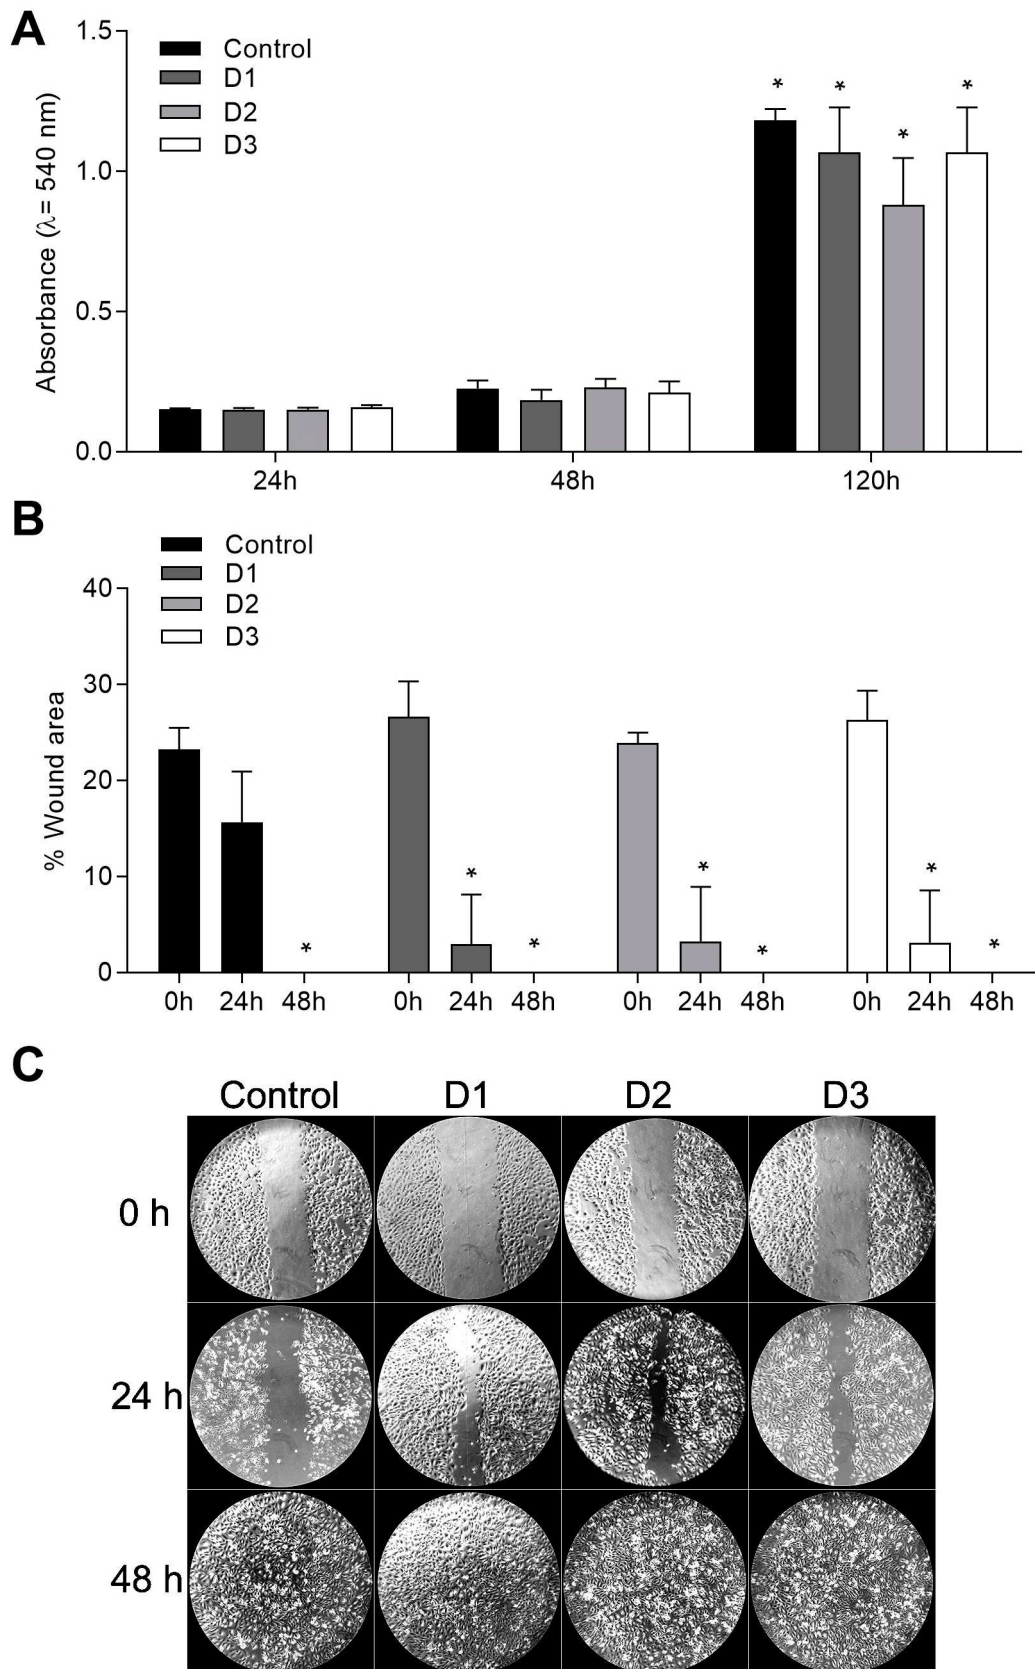 A
1.5
Control
D1
D2
D3
1.0
0.5
0.0
Absorbance (λ= 540 nm)
* * * *
24h 48h 120h
B
Control
D1
D2
D3
40
30
20
10
0
% Wound area
* * * * * * *
0h 24h 48h 0h 24h 48h 0h 24h 48h 0h 24h 48h
C
Control D1 D2 D3
0 h
24 h
48 h